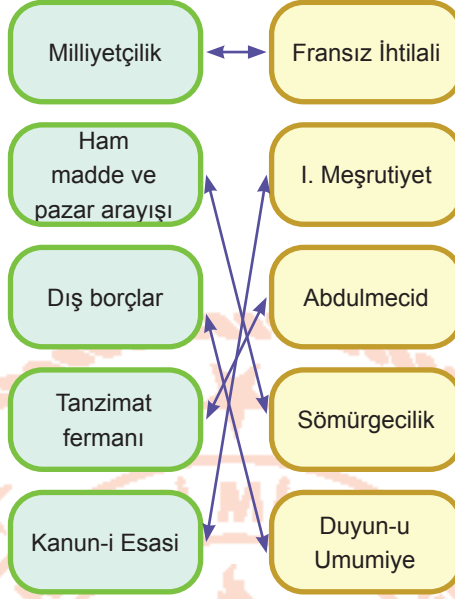 Milliyetçilik
Fransız İhtilali
Ham
madde ve
pazar arayışı
I. Meşrutiyet
Dış borçlar
Abdulmecid
Tanzimat
fermanı
Sömürgecilik
Kanun-i Esasi
Duyun-u
Umumiye